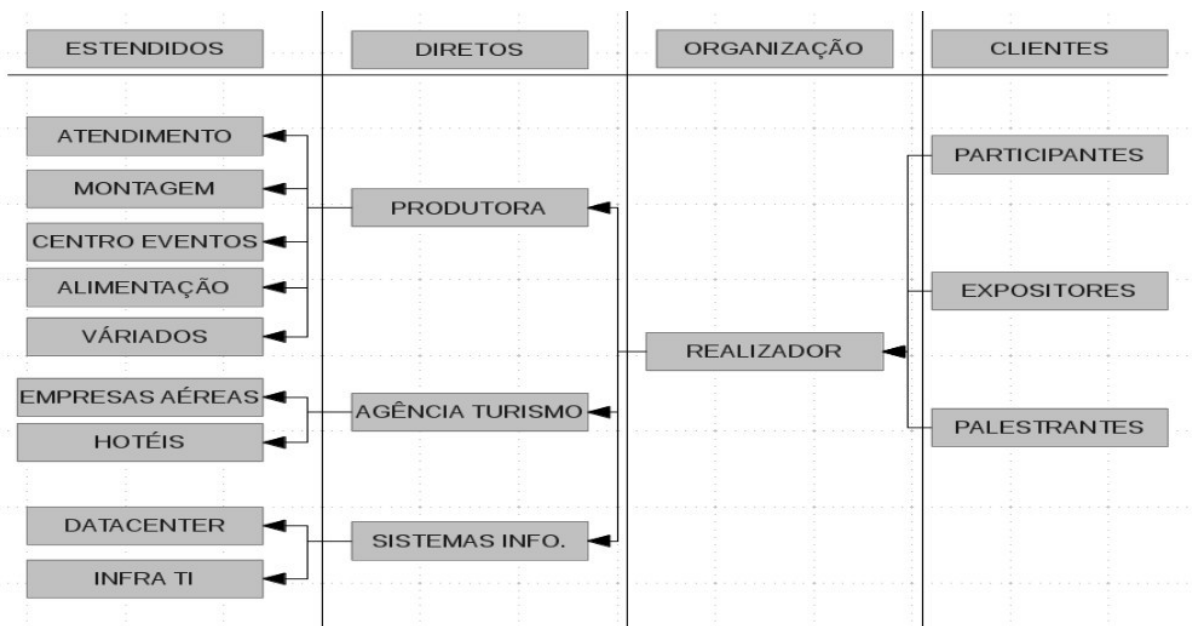 ESTENDIDOS
DIRETOS
ORGANIZAÇÃO
CLIENTES
ATENDIMENTO
MONTAGEM
CENTRO EVENTOS
ALIMENTAÇÃO
VÁRIADOS
EMPRESAS AÉREAS
HOTÉIS
DATACENTER
INFRA TI
PRODUTORA
AGÊNCIA TURISMO
SISTEMAS INFO.
REALIZADOR
PARTICIPANTES
EXPOSITORES
PALESTRANTES